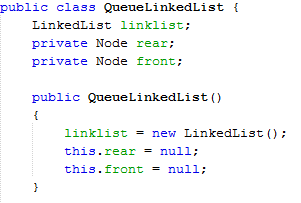 public class QueueLinkedList {
    LinkedList linklist;
    private Node rear;
    private Node front;

    public QueueLinkedList()
    {
        linklist = new LinkedList();
        this.rear = null;
        this.front = null;
    }